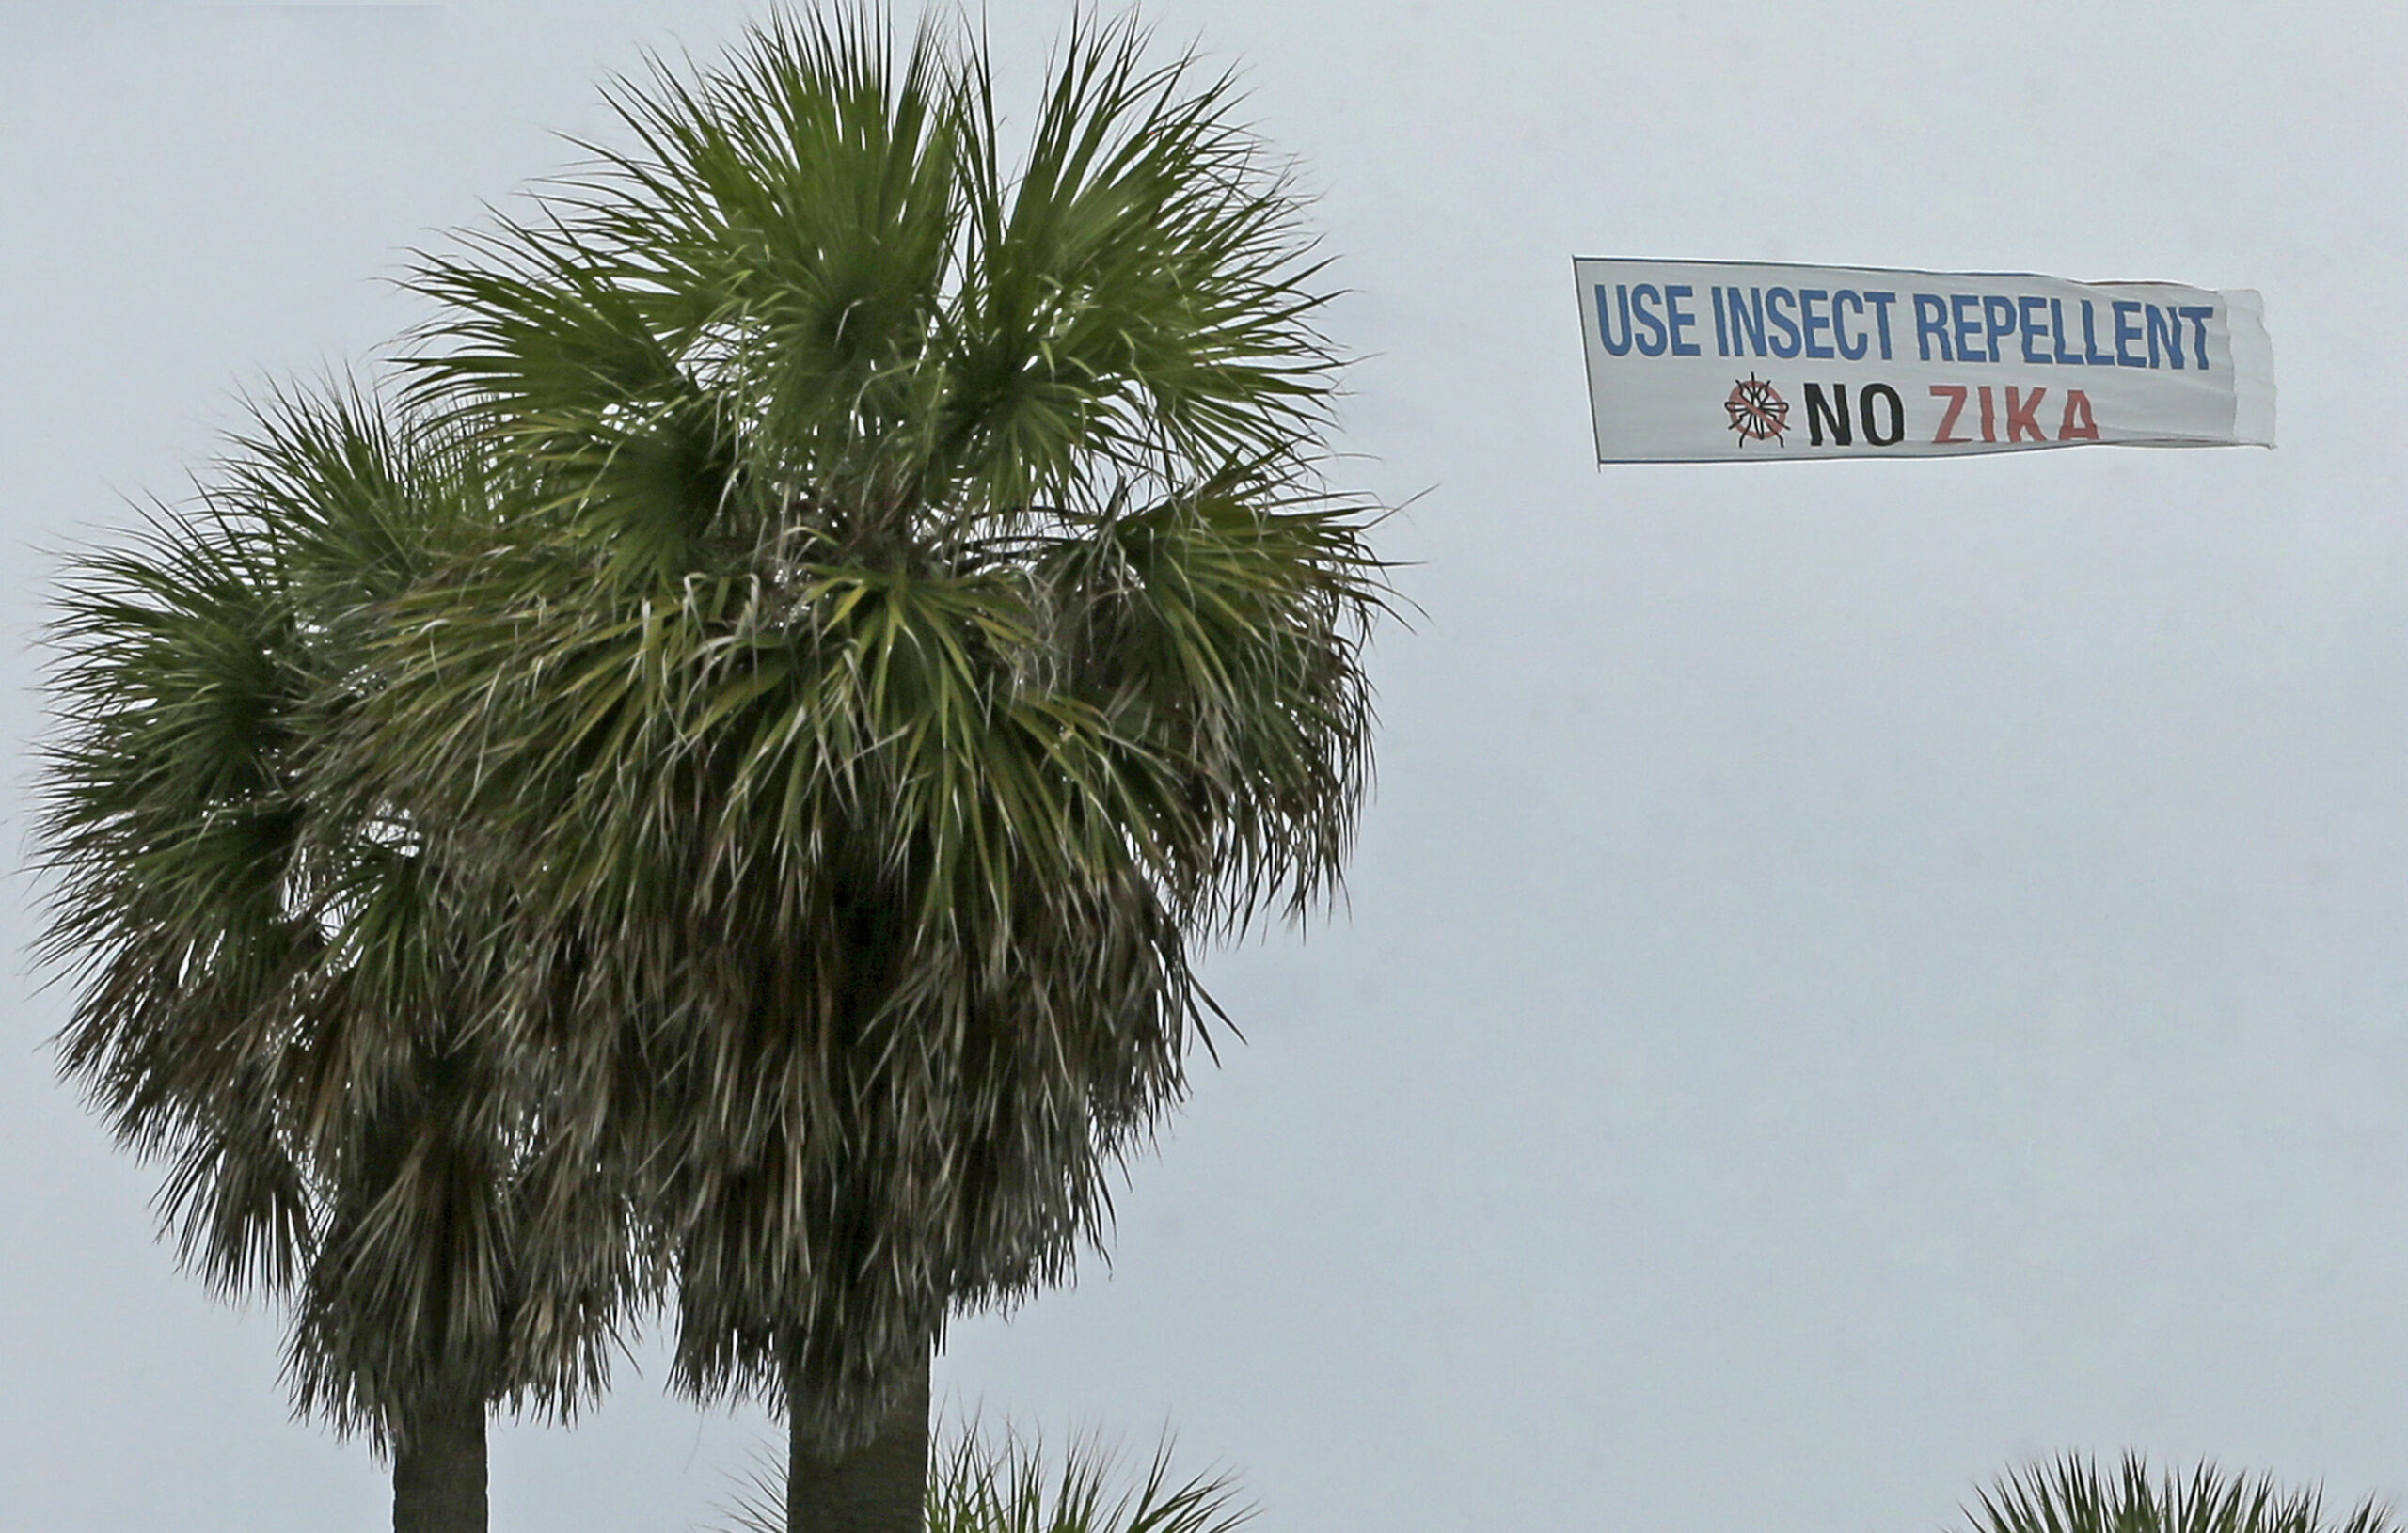 USE INSECT REPELLENT
NO ZIKA